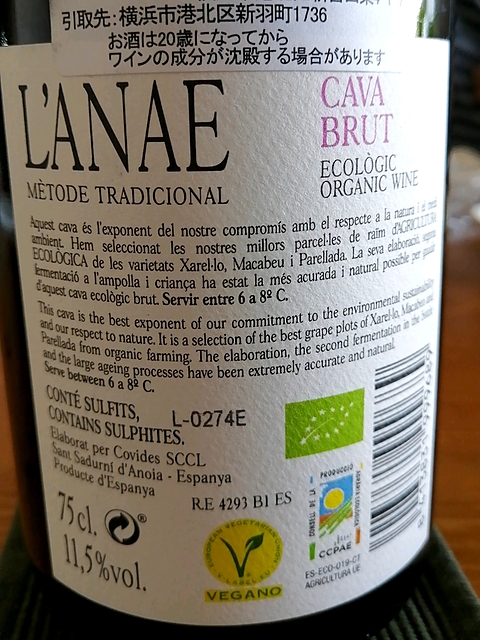 引取先：横浜市港北区新羽町1736
お酒は20歳になってから
ワインの成分が沈殿する場合があります
L'ANAE
MÈTODE TRADICIONAL
CAVA
BRUT
ECOLÒGIC
ORGANIC WINE
Aquest cava és l'exponent del nostre compromís amb el respecte a la natura i el medi
ambient. Hem seleccionat les nostres millors parcel·les de raïm d'AGRICULTURA
ECOLÒGICA de les varietats Xarel·lo, Macabeu i Parellada. La seva elaboració, segona
fermentació a l'ampolla i criança ha estat la més acurada i natural possible per gaudir
d'aquest cava ecològic brut. Servir entre 6 a 8º C.
This cava is the best exponent of our commitment to the environmental sustainability
and our respect to nature. It is a selection of the best grape plots of Xarel·lo, Macabeu and
Parellada from organic farming. The elaboration, the second fermentation in the bottle
and the large ageing processes have been extremely accurate and natural.
Serve between 6 a 8º C.
CONTÉ SULFITS,
CONTAINS SULPHITES.
L-0274E
Elaborat per Covides SCCL
Sant Sadurní d'Anoia - Espanya
Producte d'Espanya
R.E 4293 B1 ES
75cl.
11,5%vol.
EUROPEAN VEGETARIAN UNION
V-LABEL.EU
VEGANO
PRODUCCIÓ
AGRÀRIA ECOLÒGICA
CCPAE
ES-ECO-019-CT
AGRICULTURA UE